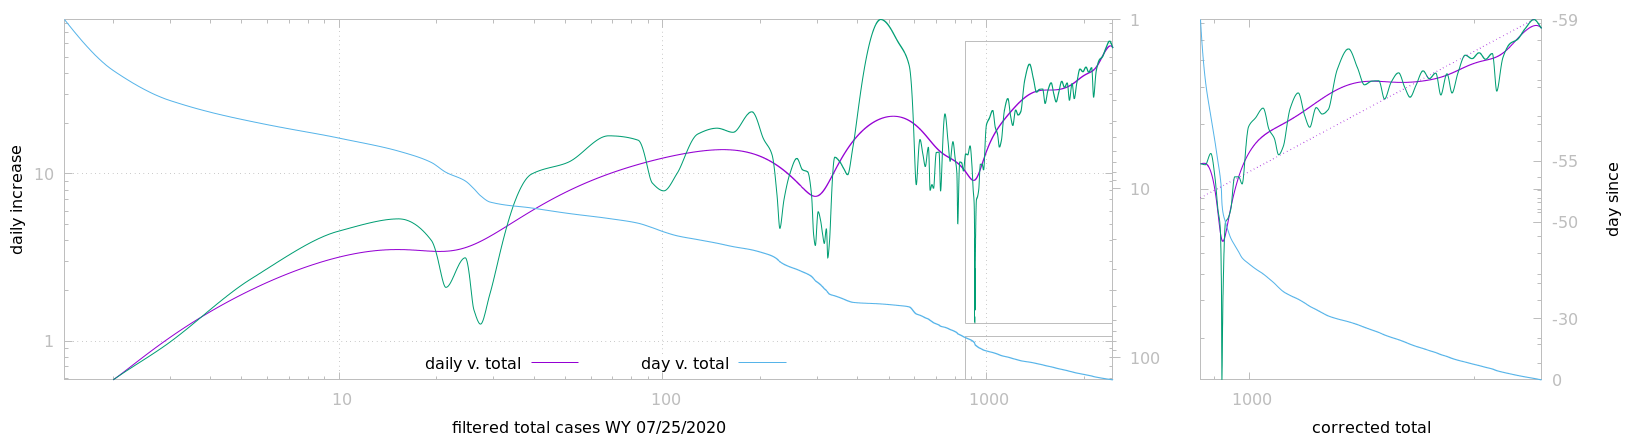 daily increase
10
1
daily v. total
day v. total
10
100
1000
filtered total cases WY 07/25/2020
1
10
100
1000
corrected total
-59
-55
-50
-30
0
day since